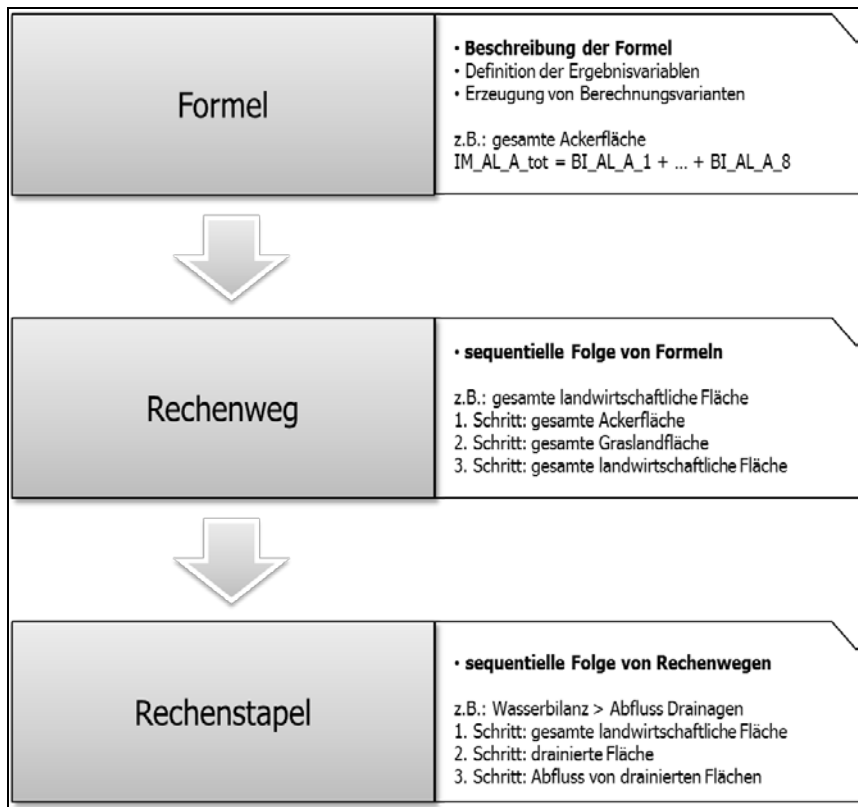 Formel
• Beschreibung der Formel
• Definition der Ergebnisvariablen
• Erzeugung von Berechnungsvarianten
z.B.: gesamte Ackerfläche
IM_AL_A_tot = BI_AL_A_1 + ... + BI_AL_A_8
Rechenweg
• sequentielle Folge von Formeln
z.B.: gesamte landwirtschaftliche Fläche
1. Schritt: gesamte Ackerfläche
2. Schritt: gesamte Graslandfläche
3. Schritt: gesamte landwirtschaftliche Fläche
Rechenstapel
• sequentielle Folge von Rechenwegen
z.B.: Wasserbilanz > Abfluss Drainagen
1. Schritt: gesamte landwirtschaftliche Fläche
2. Schritt: drainierte Fläche
3. Schritt: Abfluss von drainierten Flächen